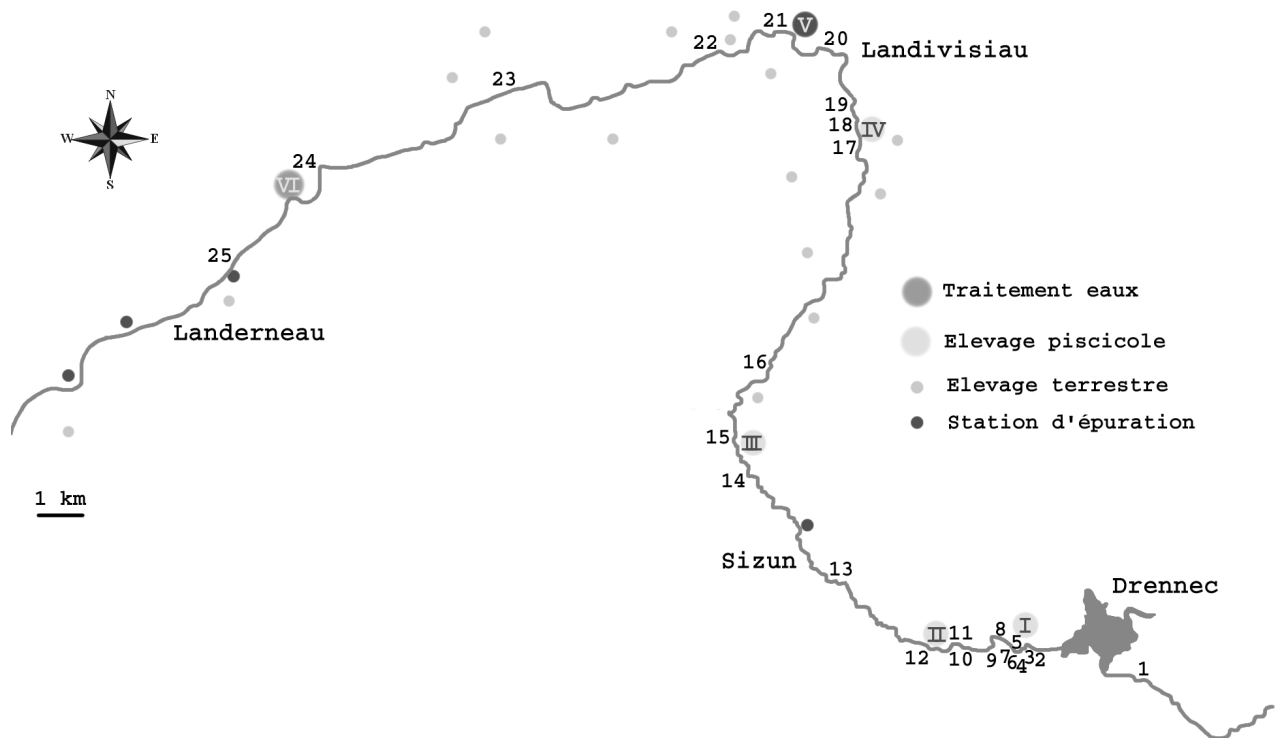 21 V 20
22 Landivisiau
23
19
18 IV
17
N
W E
S
24
VI
25
Landerneau
Traitement eaux
Elevage piscicole
Elevage terrestre
Station d'épuration
16
15 III
14
1 km
Sizun
13
Drennec
II 11 8 I
5
12 10 9 7 6 4 3 2
1